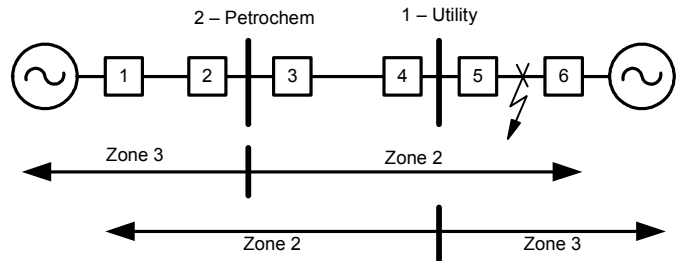 2 – Petrochem
1 – Utility
1
2
3
4
5
6
Zone 3
Zone 2
Zone 2
Zone 3